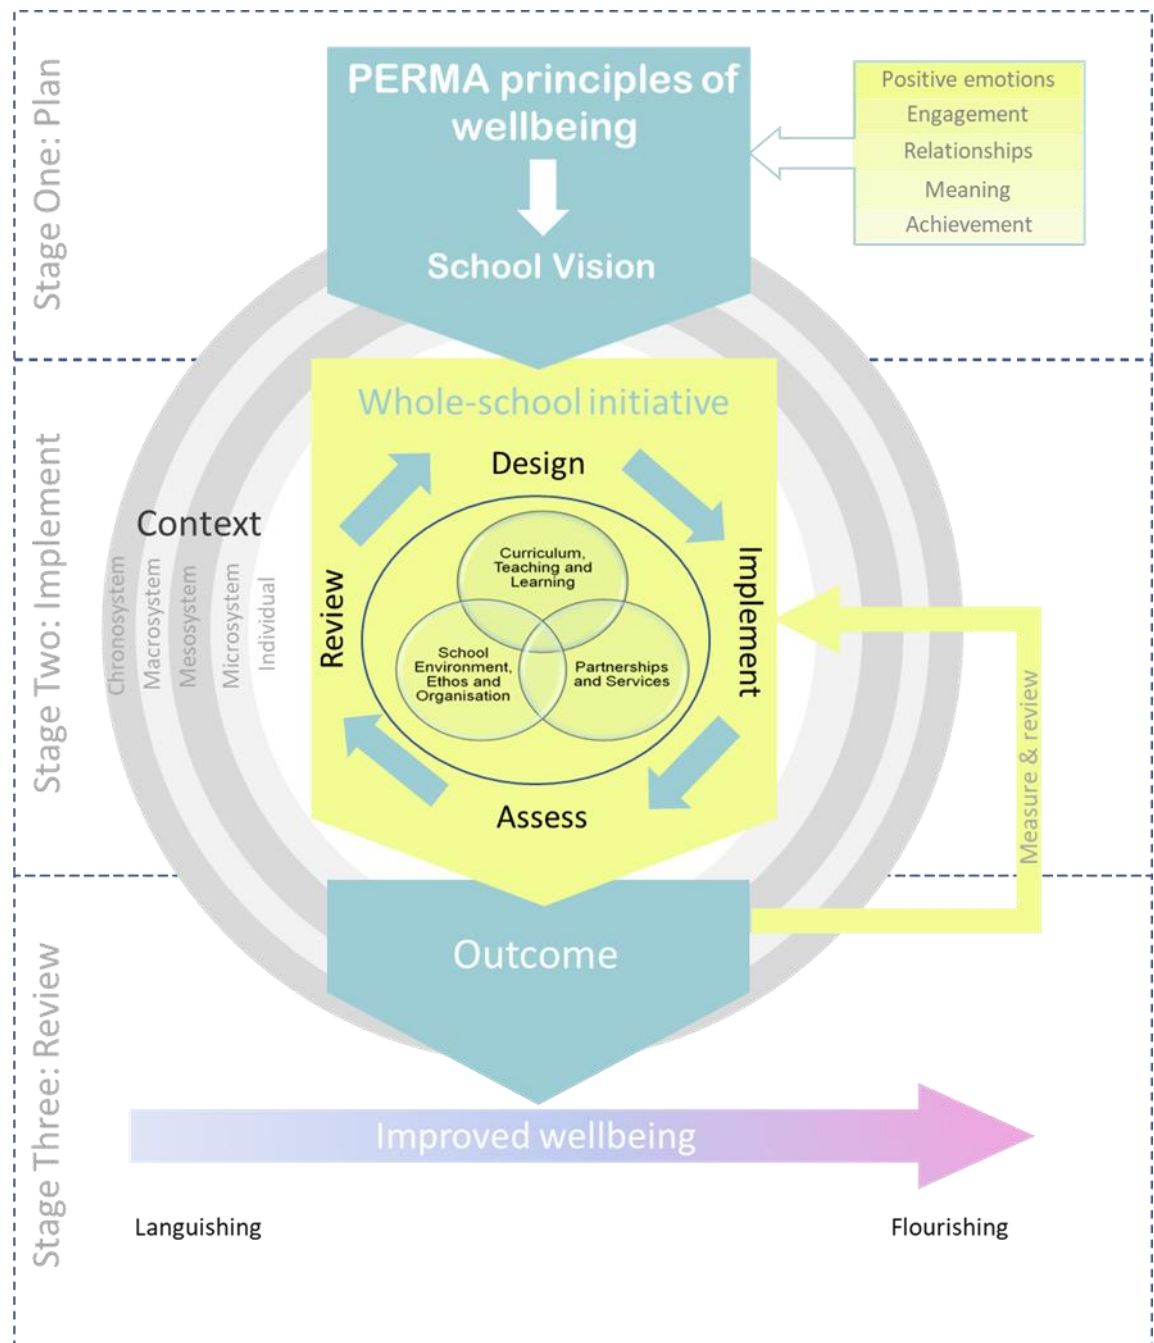 Stage One: Plan
PERMA principles of
wellbeing
School Vision
Positive emotions
Engagement
Relationships
Meaning
Achievement
Stage Two: Implement
Whole-school initiative
Design
Implement
Assess
Review
Curriculum,
Teaching and
Learning
School
Environment,
Ethos and
Organisation
Partnerships
and Services
Context
Chronosystem
Macrosystem
Mesosystem
Microsystem
Individual
Measure & review
Stage Three: Review
Outcome
Improved wellbeing
Languishing
Flourishing